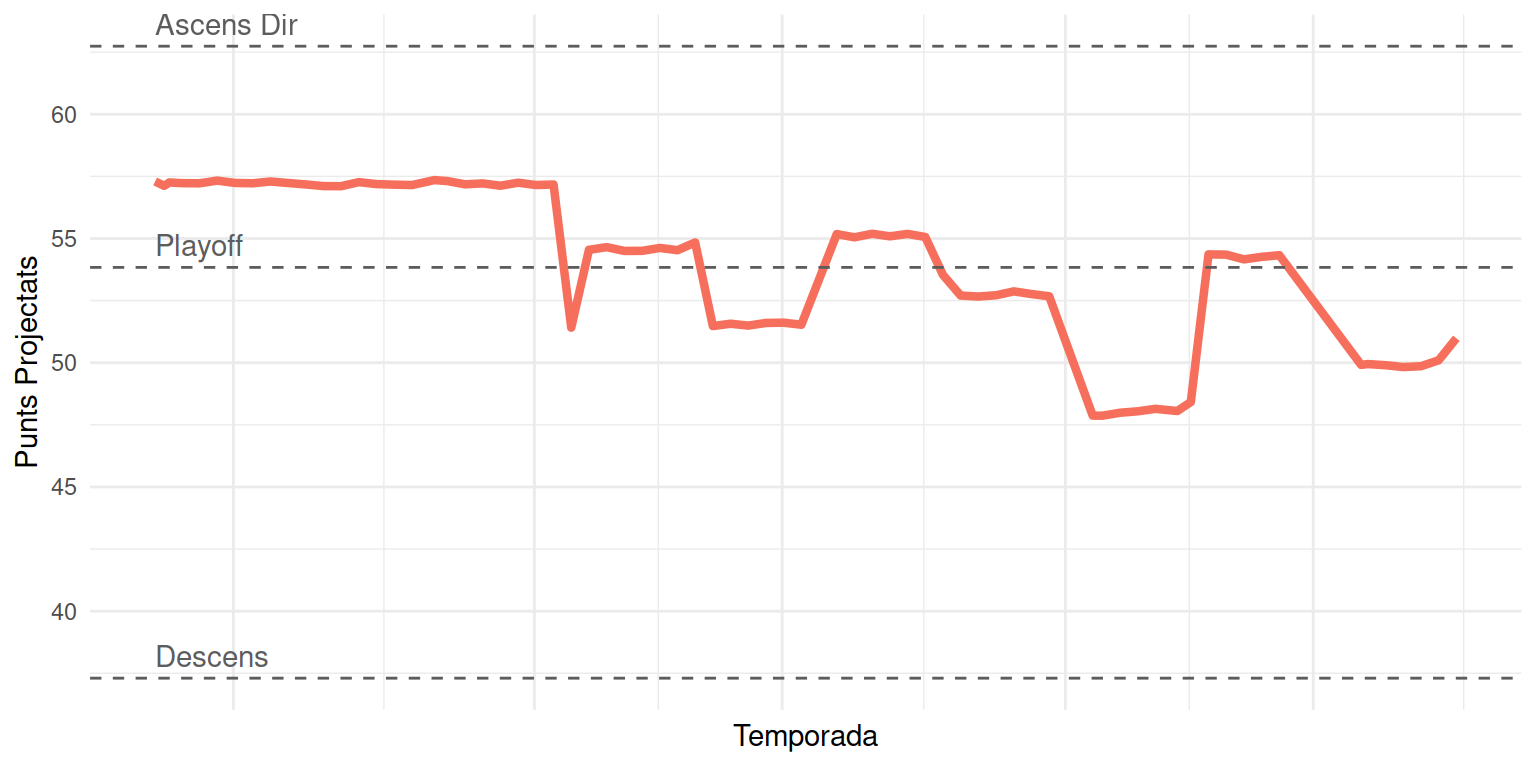 Ascens Dir
60
55
Playoff
50
45
40
Descens
Punts Projectats
Temporada